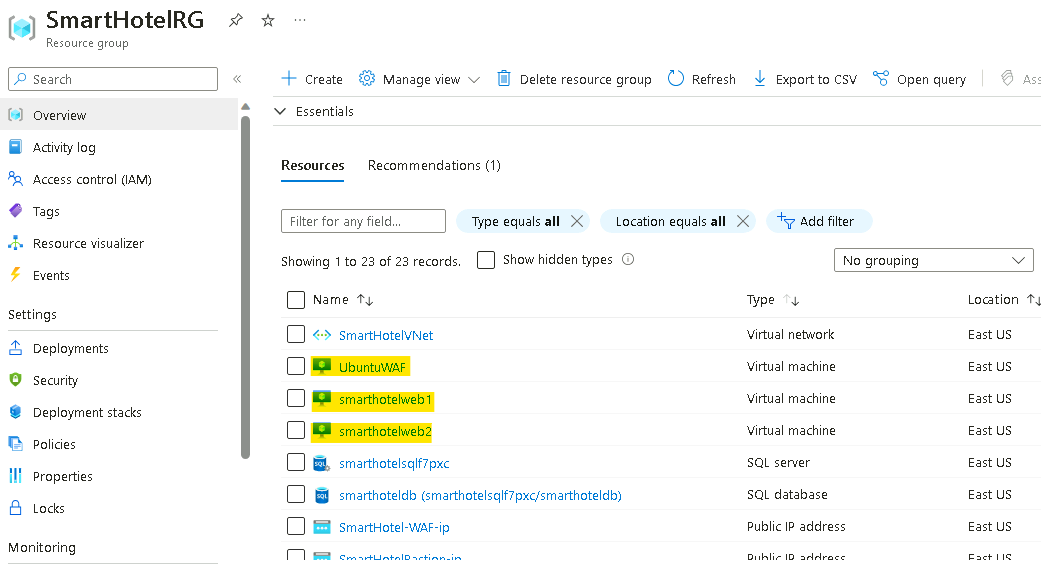 SmartHotelRG
Resource group
Search
Create
Manage view
Delete resource group
Refresh
Export to CSV
Open query
Overview
Essentials
Activity log
Resources
Recommendations (1)
Access control (IAM)
Tags
Filter for any field...
Type equals all
Location equals all
Add filter
Resource visualizer
Showing 1 to 23 of 23 records.
Show hidden types
No grouping
Events
Name
Type
Location
Settings
SmartHotelVNet
Virtual network
East US
Deployments
UbuntuWAF
Virtual machine
East US
Security
smarthotelweb1
Virtual machine
East US
Deployment stacks
smarthotelweb2
Virtual machine
East US
Policies
smarthotelsqlf7pxc
SQL server
East US
Properties
smarthoteldb (smarthotelsqlf7pxc/smarthoteldb)
SQL database
East US
Locks
SmartHotel-WAF-ip
Public IP address
East US
Monitoring
SmartHotelBastion-ip
Public IP address
East US